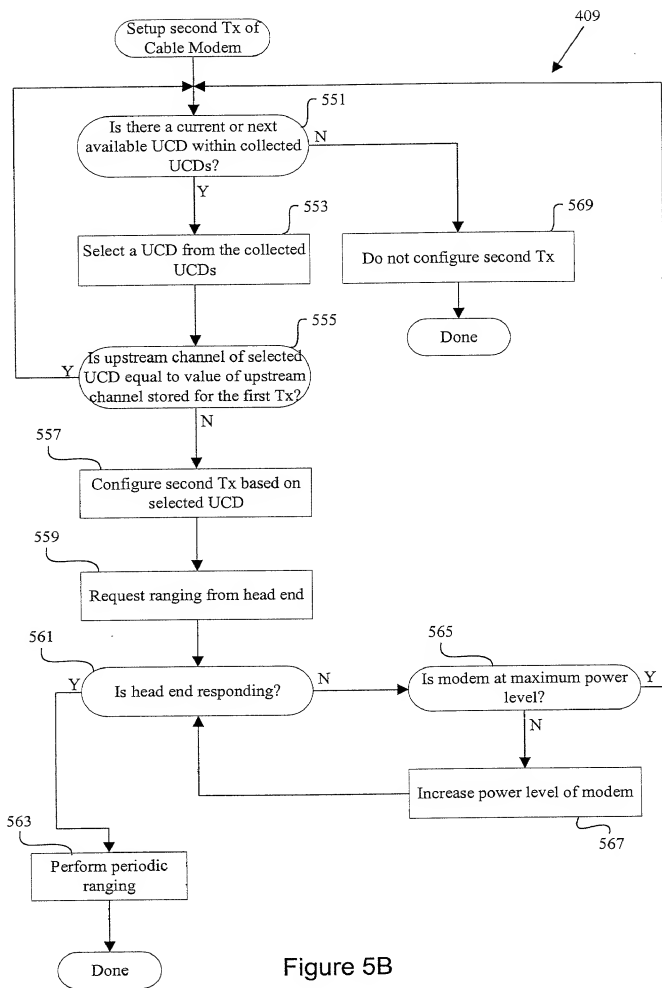 Setup second Tx of
Cable Modem
409
551
Is there a current or next
available UCD within collected
UCDs?
N
Y
553
Select a UCD from the collected
UCDs
569
Do not configure second Tx
Done
555
Is upstream channel of selected
UCD equal to value of upstream
channel stored for the first Tx?
Y
N
557
Configure second Tx based on
selected UCD
559
Request ranging from head end
561
Y
Is head end responding?
N
565
Is modem at maximum power
level?
Y
N
Increase power level of modem
567
563
Perform periodic
ranging
Done
Figure 5B